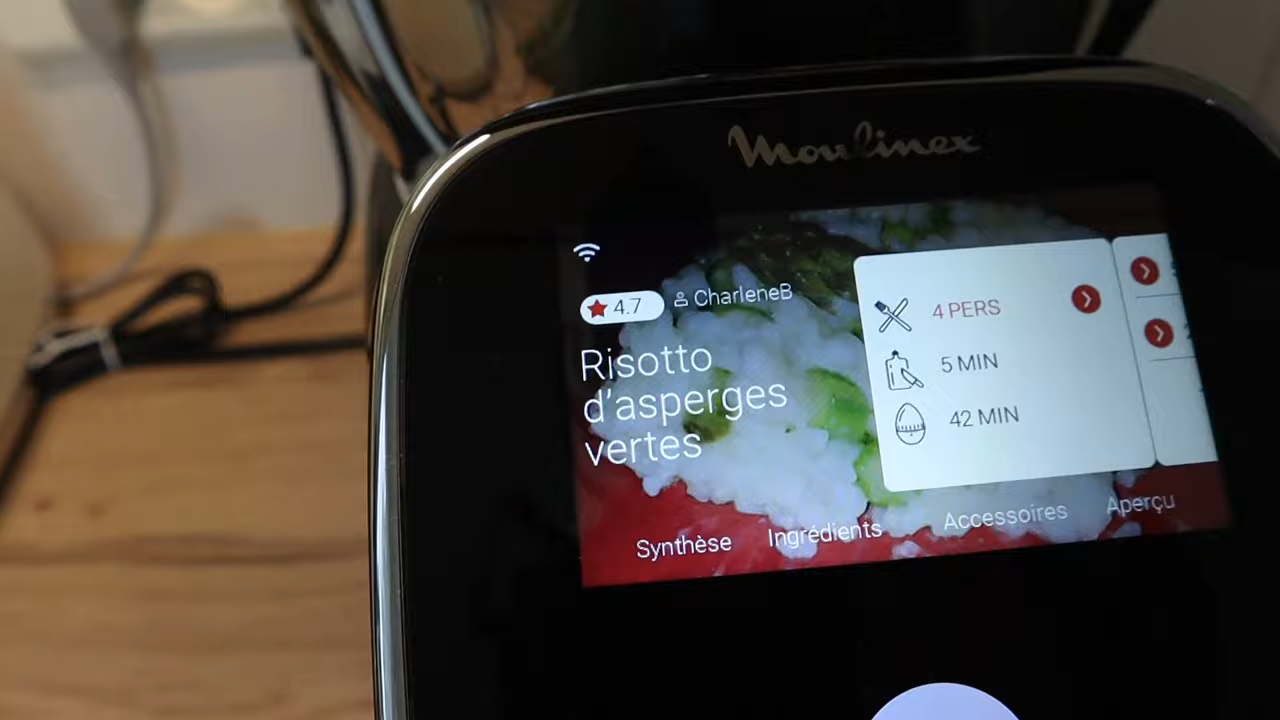 Moulinex
4.7
CharleneB
Risotto
d'asperges
vertes
4 PERS
5 MIN
42 MIN
Synthèse
Ingrédients
Accessoires
Aperçu